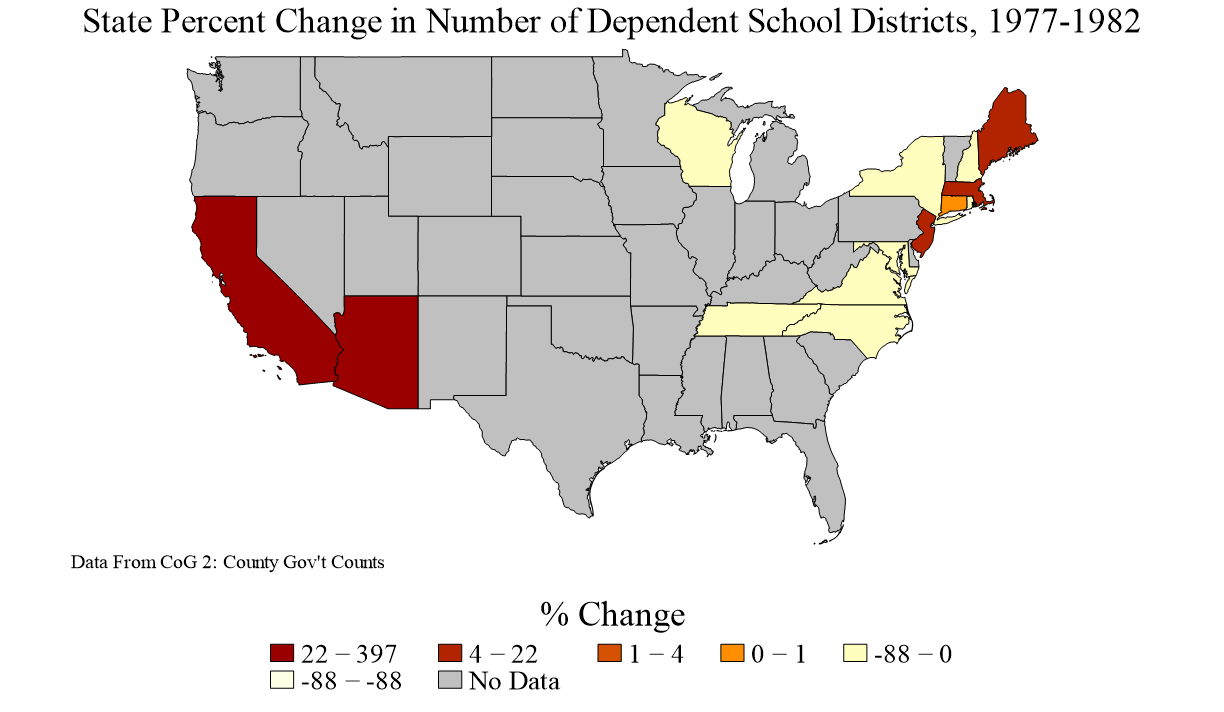 State Percent Change in Number of Dependent School Districts, 1977-1982
Data From CoG 2: County Gov't Counts
% Change
22 − 397 4 − 22 1 − 4 0 − 1 -88 − 0
-88 − -88 No Data